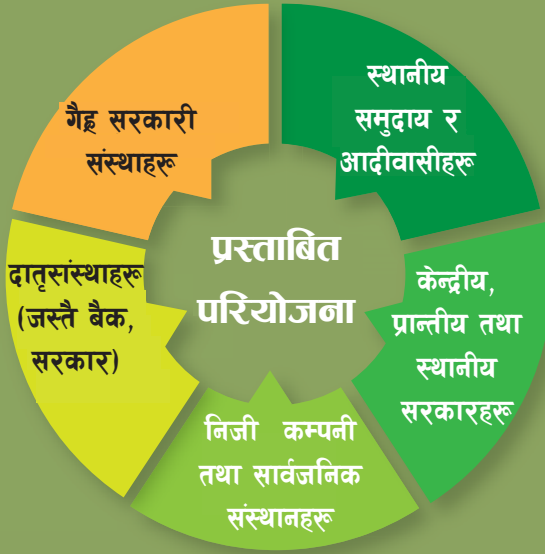 स्थानीय
समुदाय र
आदीवासीहरू
केन्द्रीय,
प्रान्तीय तथा
स्थानीय
सरकारहरू
निजी कम्पनी
तथा सार्वजनिक
संस्थानहरू
दातृसंास्थाहरू
(जस्तै बैक,
सरकार)
गैह्र सरकारी
संस्थाहरू
प्रस्ताबित
परियोजना